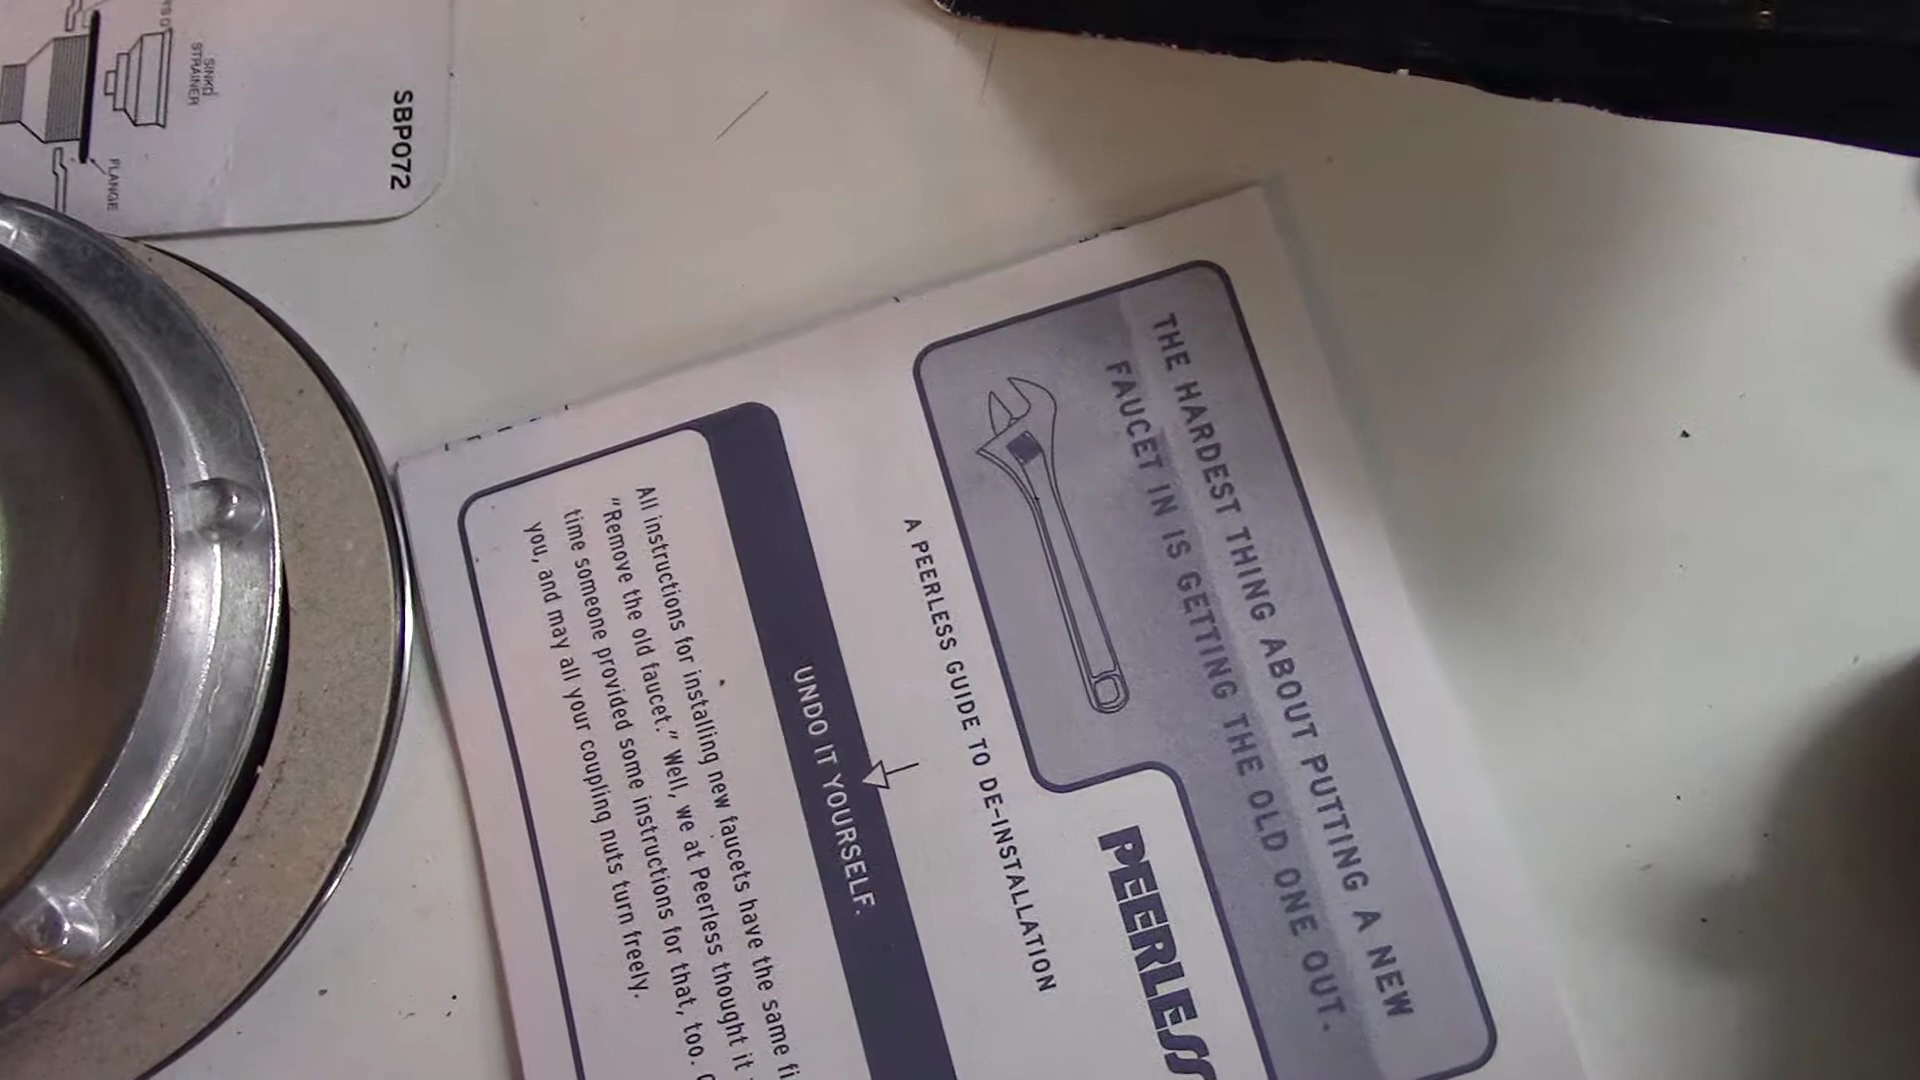 SBP072
SINK
STRAINER
FLANGE
THE HARDEST THING ABOUT PUTTING A NEW
FAUCET IN IS GETTING THE OLD ONE OUT.
PEERLESS
A PEERLESS GUIDE TO DE-INSTALLATION
UNDO IT YOURSELF.
All instructions for installing new faucets have the same
"Remove the old faucet." Well, we at Peerless thought it
time someone provided some instructions for that, too.
you, and may all your coupling nuts turn freely.